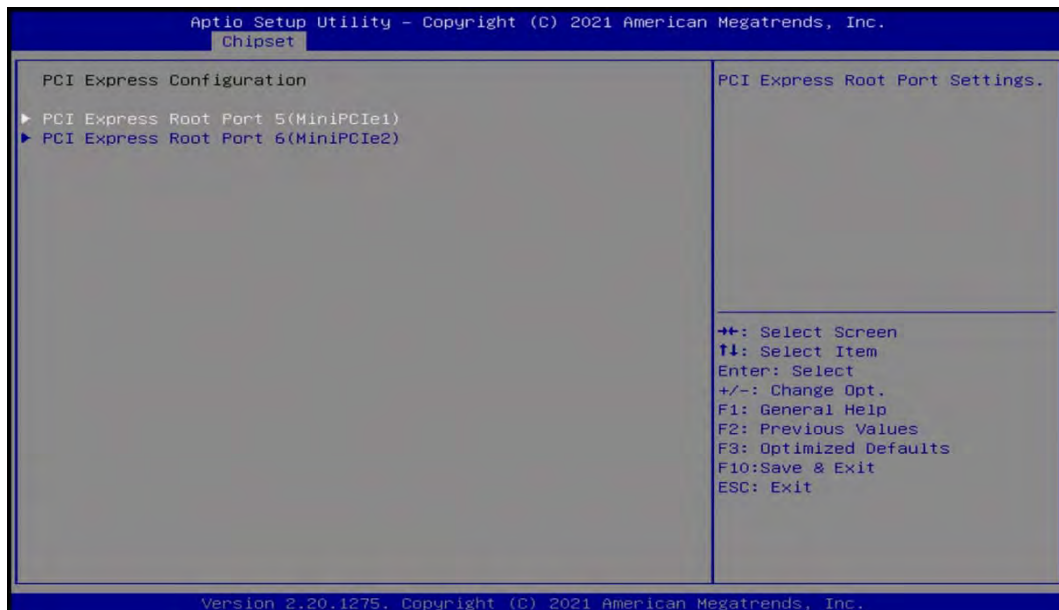 Aptio Setup Utility – Copyright (C) 2021 American Megatrends, Inc.
Chipset
PCI Express Configuration
PCI Express Root Port 5(MiniPCIe1)
PCI Express Root Port 6(MiniPCIe2)
PCI Express Root Port Settings.
→←: Select Screen
↑↓: Select Item
Enter: Select
+/-: Change Opt.
F1: General Help
F2: Previous Values
F3: Optimized Defaults
F10:Save & Exit
ESC: Exit
Version 2.20.1275. Copyright (C) 2021 American Megatrends, Inc.